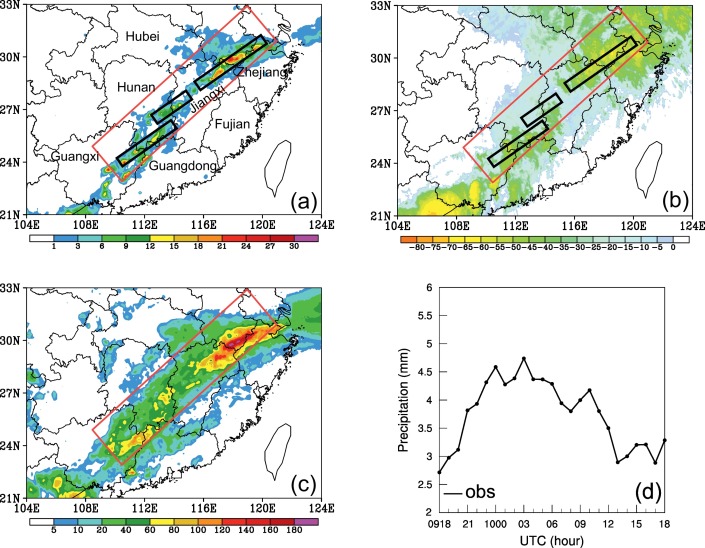 33N
30N
27N
24N
21N
104E 108E 112E 116E 120E 124E
Hubei
Hunan
Zhejiang
Jiangxi
Fujian
Guangxi
Guangdong
(a)
1 3 6 9 12 15 18 21 24 27 30
33N
30N
27N
24N
21N
104E 108E 112E 116E 120E 124E
(b)
-80 -75 -70 -65 -60 -55 -50 -45 -40 -35 -30 -25 -20 -15 -10 -5 0
33N
30N
27N
24N
21N
104E 108E 112E 116E 120E 124E
(c)
5 10 20 40 60 80 100 120 140 160 180
6
5.5
5
4.5
4
3.5
3
2.5
2
Precipitation (mm)
obs
(d)
0918 21 1000 03 06 09 12 15 18
UTC (hour)